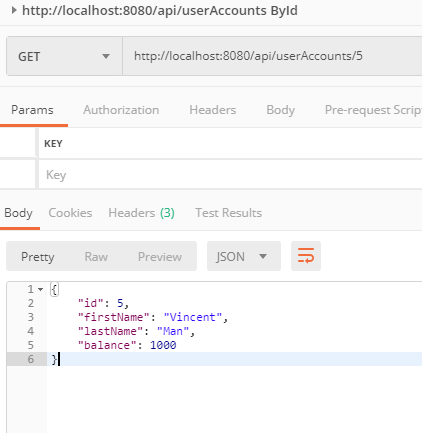 http://localhost:8080/api/userAccounts ById
GET http://localhost:8080/api/userAccounts/5
Params Authorization Headers Body Pre-request Scrip
KEY
Key
Body Cookies Headers (3) Test Results
Pretty Raw Preview JSON
1 {
2 "id": 5,
3 "firstName": "Vincent",
4 "lastName": "Man",
5 "balance": 1000
6 }